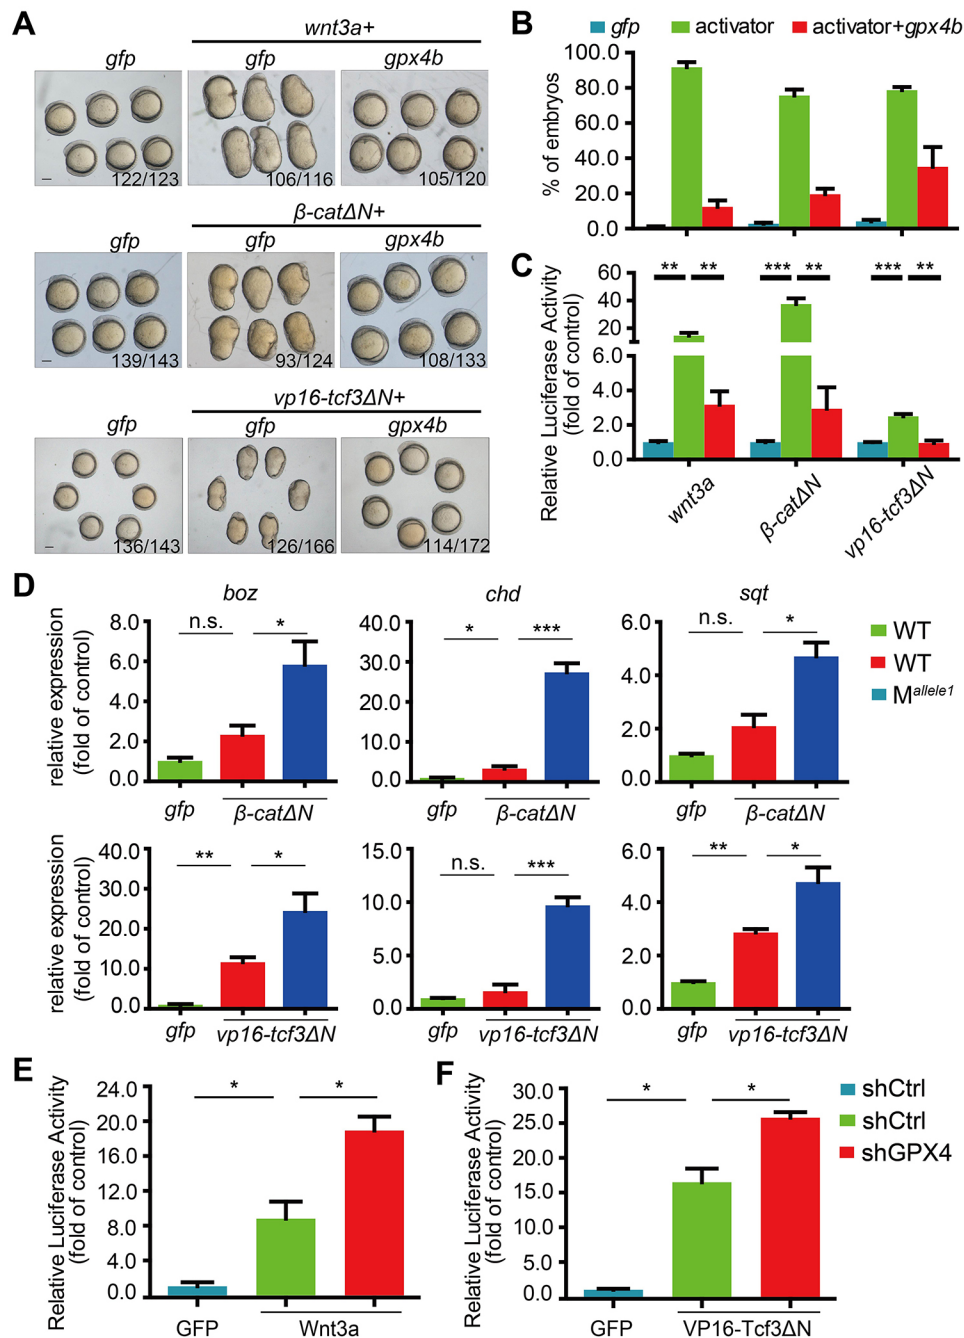 A
wnt3a+
gfp gfp gpx4b
122/123 106/116 105/120
β-catΔN+
gfp gfp gpx4b
139/143 93/124 108/133
vp16-tcf3ΔN+
gfp gfp gpx4b
136/143 126/166 114/172
B
gfp activator activator+gpx4b
% of embryos
100.0
80.0
60.0
40.0
20.0
0.0
C
Relative Luciferase Activity
(fold of control)
60
40
20
6.0
4.0
2.0
0.0
** ** *** ** *** **
wnt3a β-catΔN vp16-tcf3ΔN
D
boz chd sqt
WT
WT
Mallele1
relative expression
(fold of control)
8.0
6.0
4.0
2.0
0.0
n.s. *
gfp β-catΔN
40.0
30.0
20.0
10.0
0.0
* ***
gfp β-catΔN
6.0
4.0
2.0
0.0
n.s. *
gfp β-catΔN
relative expression
(fold of control)
40.0
30.0
20.0
10.0
0.0
** *
gfp vp16-tcf3ΔN
15.0
10.0
5.0
0.0
n.s. ***
gfp vp16-tcf3ΔN
6.0
4.0
2.0
0.0
** *
gfp vp16-tcf3ΔN
E
Relative Luciferase Activity
(fold of control)
24.0
20.0
16.0
12.0
8.0
4.0
0.0
* *
GFP Wnt3a
F
Relative Luciferase Activity
(fold of control)
30.0
25.0
20.0
15.0
10.0
5.0
0.0
* *
GFP VP16-Tcf3ΔN
shCtrl
shCtrl
shGPX4